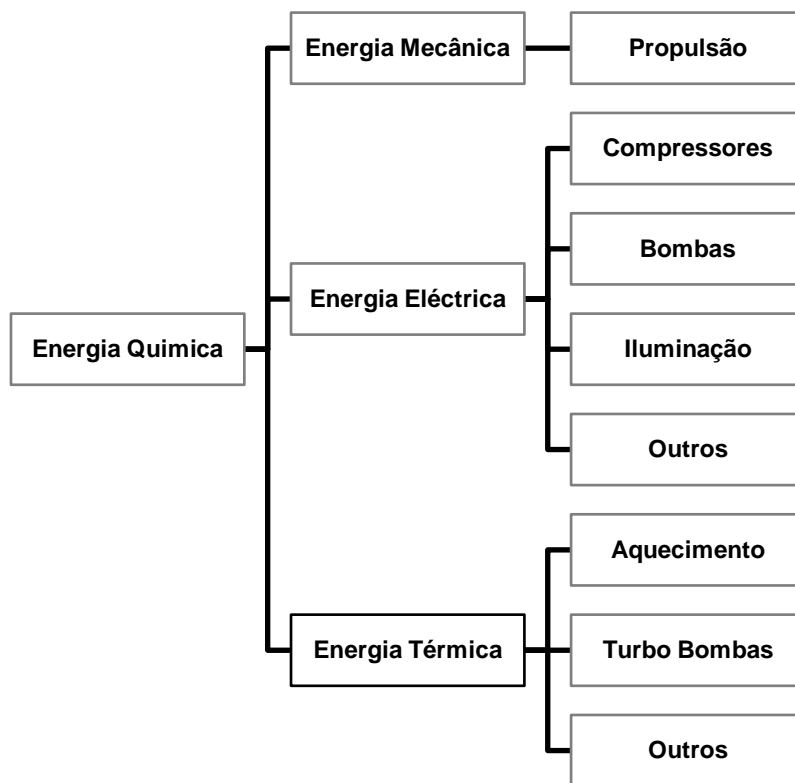 Energia Mecânica
Propulsão
Compressores
Bombas
Energia Eléctrica
Iluminação
Energia Quimica
Outros
Aquecimento
Energia Térmica
Turbo Bombas
Outros